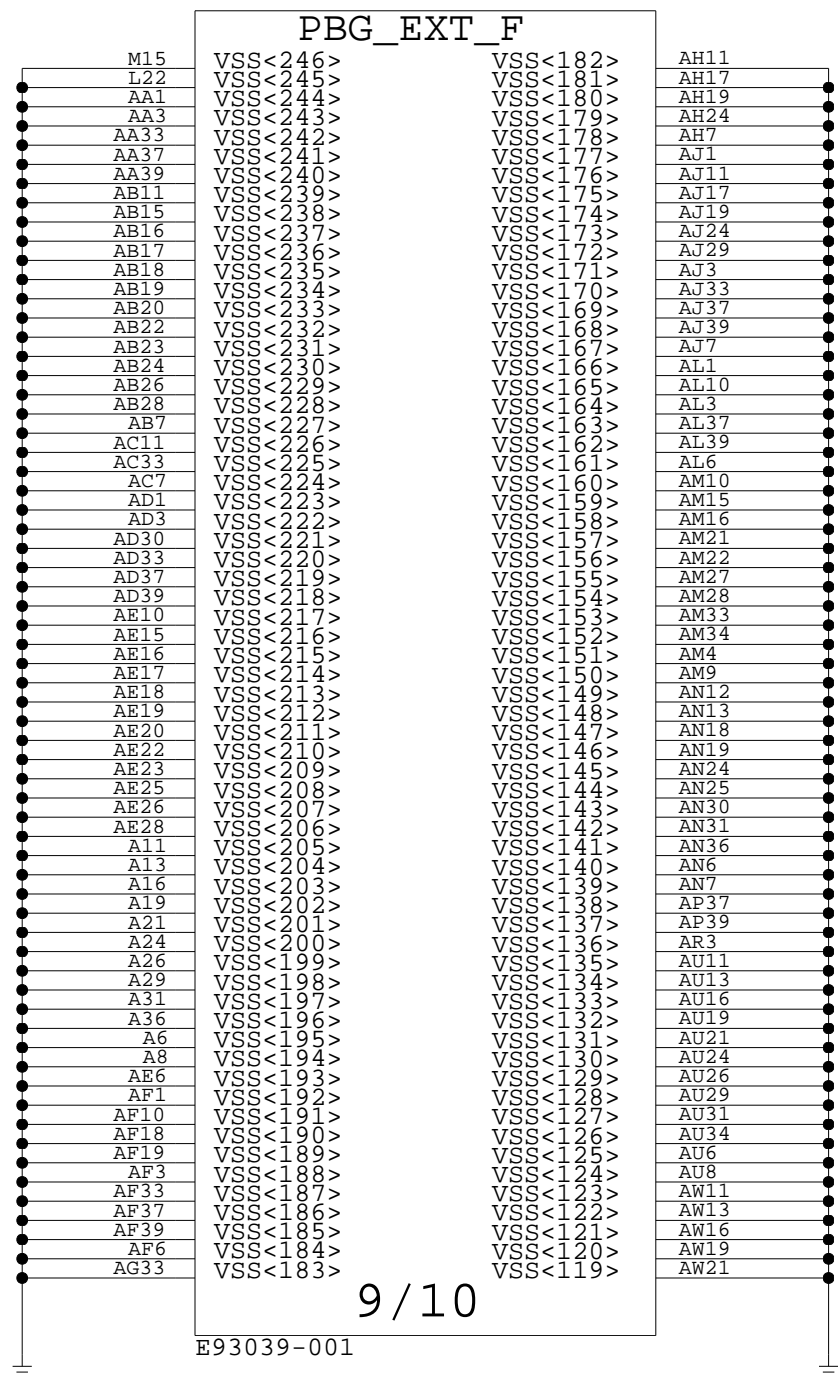 PBG_EXT_F
M15 VSS<246> VSS<182> AH11
L22 VSS<245> VSS<181> AH17
AA1 VSS<244> VSS<180> AH19
AA3 VSS<243> VSS<179> AH24
AA33 VSS<242> VSS<178> AH7
AA37 VSS<241> VSS<177> AJ1
AA39 VSS<240> VSS<176> AJ11
AB11 VSS<239> VSS<175> AJ17
AB15 VSS<238> VSS<174> AJ19
AB16 VSS<237> VSS<173> AJ24
AB17 VSS<236> VSS<172> AJ29
AB18 VSS<235> VSS<171> AJ3
AB19 VSS<234> VSS<170> AJ33
AB20 VSS<233> VSS<169> AJ37
AB22 VSS<232> VSS<168> AJ39
AB23 VSS<231> VSS<167> AJ7
AB24 VSS<230> VSS<166> AL1
AB26 VSS<229> VSS<165> AL10
AB28 VSS<228> VSS<164> AL3
AB7 VSS<227> VSS<163> AL37
AC11 VSS<226> VSS<162> AL39
AC33 VSS<225> VSS<161> AL6
AC7 VSS<224> VSS<160> AM10
AD1 VSS<223> VSS<159> AM15
AD3 VSS<222> VSS<158> AM16
AD30 VSS<221> VSS<157> AM21
AD33 VSS<220> VSS<156> AM22
AD37 VSS<219> VSS<155> AM27
AD39 VSS<218> VSS<154> AM28
AE10 VSS<217> VSS<153> AM33
AE15 VSS<216> VSS<152> AM34
AE16 VSS<215> VSS<151> AM4
AE17 VSS<214> VSS<150> AM9
AE18 VSS<213> VSS<149> AN12
AE19 VSS<212> VSS<148> AN13
AE20 VSS<211> VSS<147> AN18
AE22 VSS<210> VSS<146> AN19
AE23 VSS<209> VSS<145> AN24
AE25 VSS<208> VSS<144> AN25
AE26 VSS<207> VSS<143> AN30
AE28 VSS<206> VSS<142> AN31
A11 VSS<205> VSS<141> AN36
A13 VSS<204> VSS<140> AN6
A16 VSS<203> VSS<139> AN7
A19 VSS<202> VSS<138> AP37
A21 VSS<201> VSS<137> AP39
A24 VSS<200> VSS<136> AR3
A26 VSS<199> VSS<135> AU11
A29 VSS<198> VSS<134> AU13
A31 VSS<197> VSS<133> AU16
A36 VSS<196> VSS<132> AU19
A6 VSS<195> VSS<131> AU21
A8 VSS<194> VSS<130> AU24
AE6 VSS<193> VSS<129> AU26
AF1 VSS<192> VSS<128> AU29
AF10 VSS<191> VSS<127> AU31
AF18 VSS<190> VSS<126> AU34
AF19 VSS<189> VSS<125> AU6
AF3 VSS<188> VSS<124> AU8
AF33 VSS<187> VSS<123> AW11
AF37 VSS<186> VSS<122> AW13
AF39 VSS<185> VSS<121> AW16
AF6 VSS<184> VSS<120> AW19
AG33 VSS<183> VSS<119> AW21
9/10
E93039-001